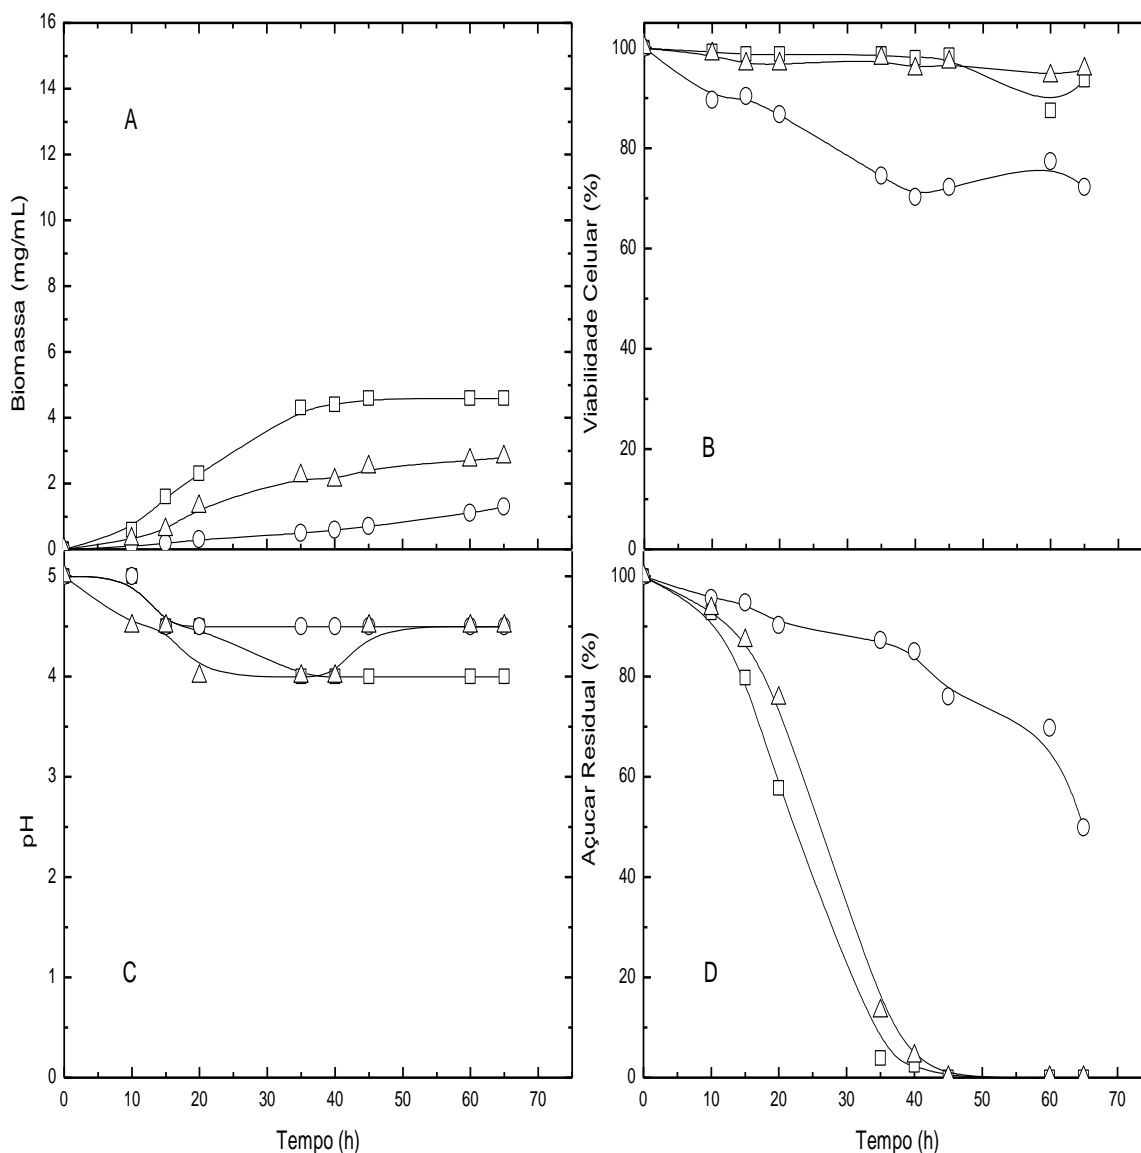 16
14
12
10
8
6
4
2
0
Biomassa (mg/mL)
A
100
80
60
40
20
0
Viabilidade Celular (%)
B
5
4
3
2
1
0
pH
C
0 10 20 30 40 50 60 70
Tempo (h)
100
80
60
40
20
0
Açucar Residual (%)
D
0 10 20 30 40 50 60 70
Tempo (h)